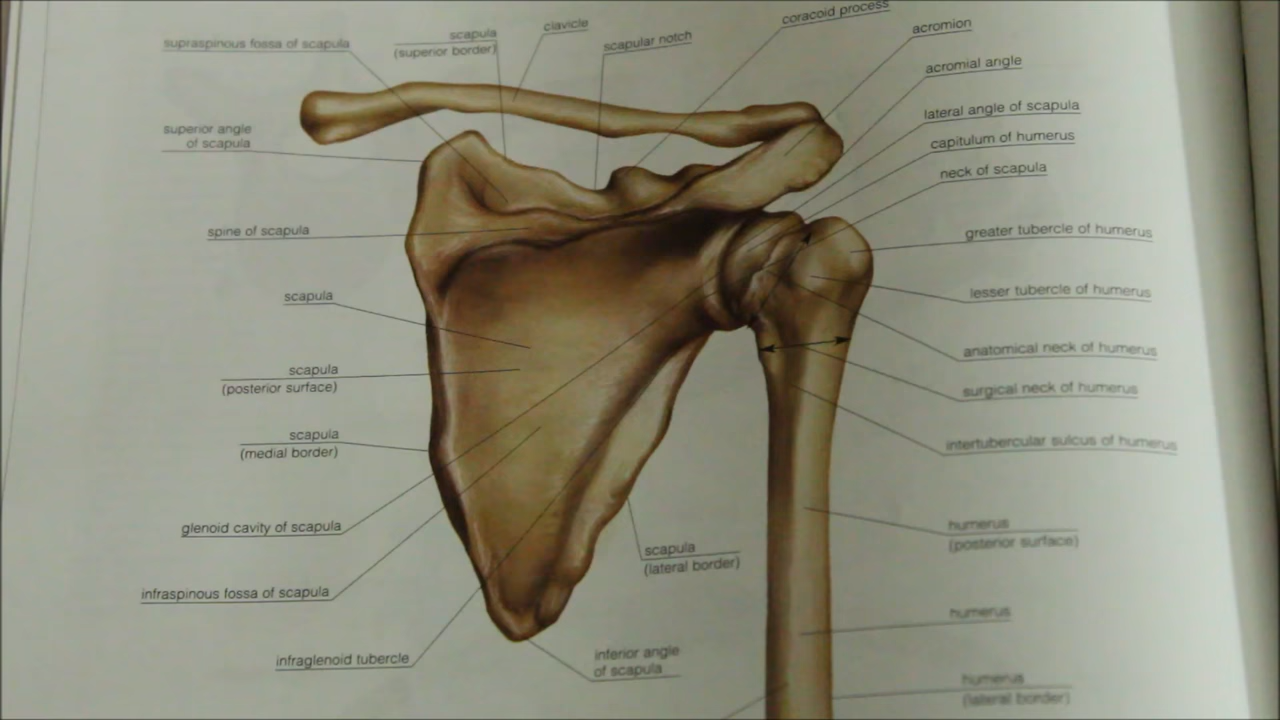 coracoid process
clavicle
acromion
scapula
(superior border)
supraspinous fossa of scapula
scapular notch
acromial angle
lateral angle of scapula
superior angle
of scapula
capitulum of humerus
neck of scapula
spine of scapula
greater tubercle of humerus
scapula
lesser tubercle of humerus
anatomical neck of humerus
scapula
(posterior surface)
surgical neck of humerus
scapula
(medial border)
intertubercular sulcus of humerus
glenoid cavity of scapula
humerus
(posterior surface)
scapula
(lateral border)
infraspinous fossa of scapula
humerus
infraglenoid tubercle
inferior angle
of scapula
humerus
(lateral border)